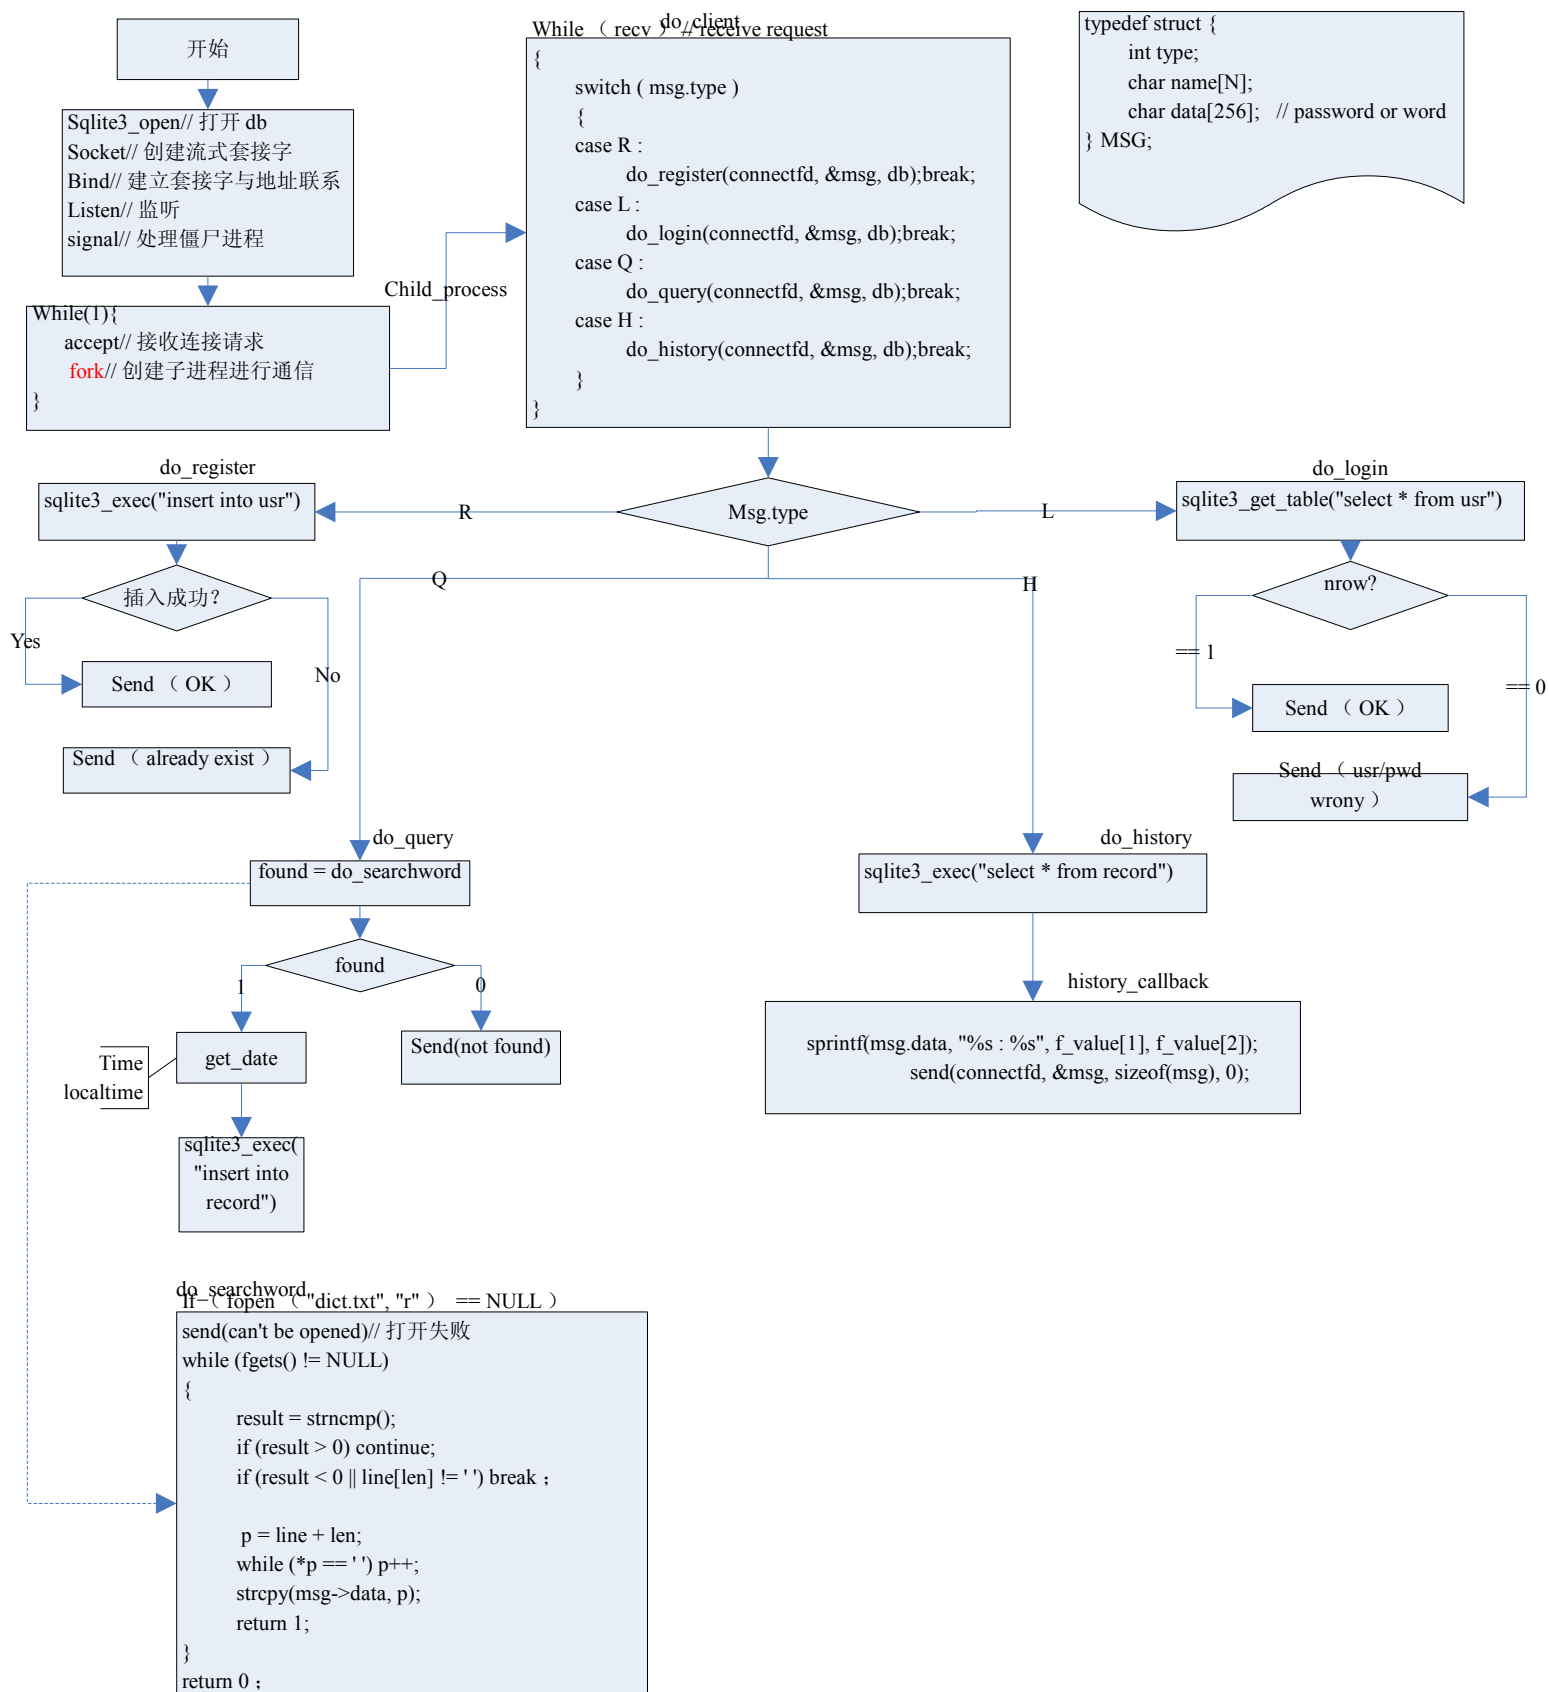 开始
Sqlite3_open// 打开 db
Socket// 创建流式套接字
Bind// 建立套接字与地址联系
Listen// 监听
signal// 处理僵尸进程
While(1){
accept// 接收连接请求
fork// 创建子进程进行通信
}
Child_process
do_client
While （ recv ） // receive request
{
switch ( msg.type )
{
case R :
do_register(connectfd, &msg, db);break;
case L :
do_login(connectfd, &msg, db);break;
case Q :
do_query(connectfd, &msg, db);break;
case H :
do_history(connectfd, &msg, db);break;
}
}
typedef struct {
int type;
char name[N];
char data[256];   // password or word
} MSG;
do_register
sqlite3_exec("insert into usr")
R
Msg.type
L
do_login
sqlite3_get_table("select * from usr")
Q
H
插入成功?
Yes
No
Send （ OK ）
Send （ already exist ）
nrow?
== 1
== 0
Send （ OK ）
Send （ usr/pwd
wrony ）
do_query
found = do_searchword
found
1
0
get_date
Time
localtime
Send(not found)
sqlite3_exec(
"insert into
record")
do_history
sqlite3_exec("select * from record")
history_callback
sprintf(msg.data, "%s : %s", f_value[1], f_value[2]);
send(connectfd, &msg, sizeof(msg), 0);
do_searchword
If （ fopen （ "dict.txt", "r" ） == NULL ）
send(can't be opened)// 打开失败
while (fgets() != NULL)
{
result = strncmp();
if (result > 0) continue;
if (result < 0 || line[len] != ' ') break ；
p = line + len;
while (*p == ' ') p++;
strcpy(msg->data, p);
return 1;
}
return 0 ；